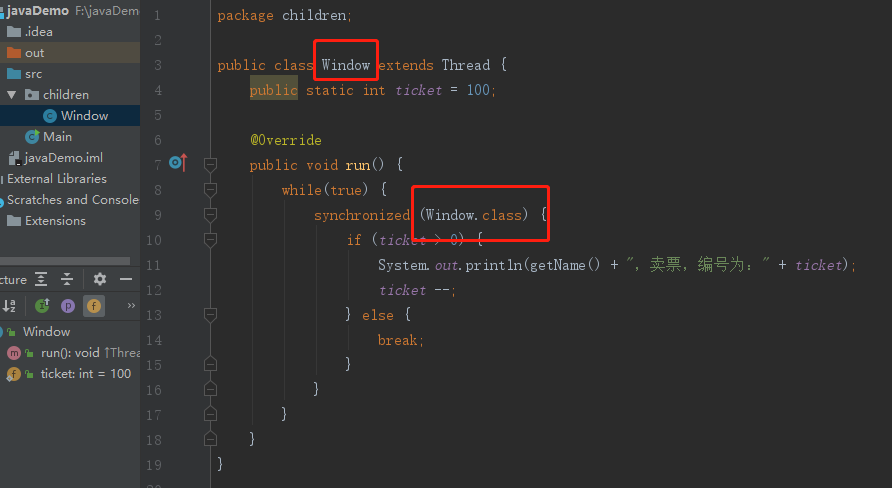 javaDemo F:\javaDemo
.idea
out
src
children
Window
Main
javaDemo.iml
External Libraries
Scratches and Console
Extensions
cture
Window
run(): void ↑Threa
ticket: int = 100
1 package children;
2
3 public class Window extends Thread {
4 public static int ticket = 100;
5
6 @Override
7 public void run() {
8 while(true) {
9 synchronized (Window.class) {
10 if (ticket > 0) {
11 System.out.println(getName() + "，卖票，编号为：" + ticket);
12 ticket --;
13 } else {
14 break;
15 }
16 }
17 }
18 }
19 }